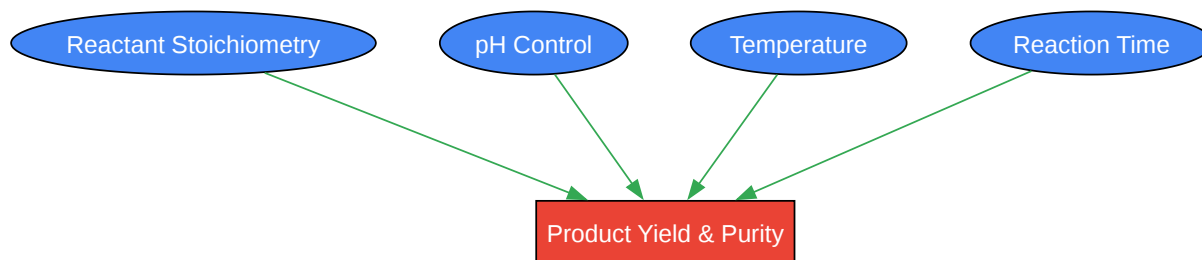 Reactant Stoichiometry
pH Control
Temperature
Reaction Time
Product Yield & Purity